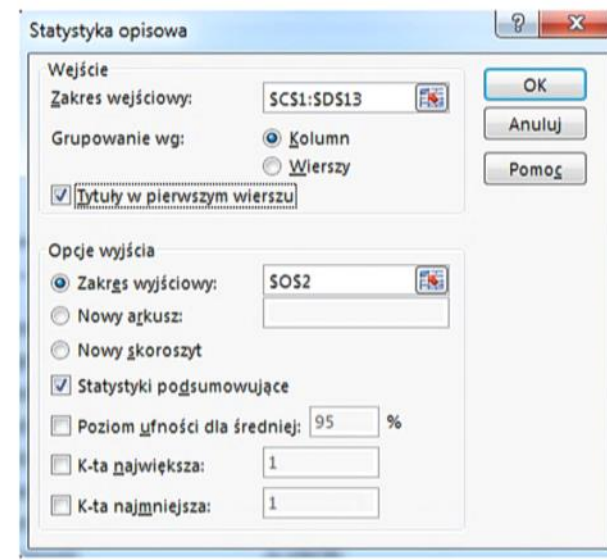 Statystyka opisowa
Wejście
Zakres wejściowy: $C$1:$D$13
Grupowanie wg: Kolumn
Wierszy
Tytuły w pierwszym wierszu
OK
Anuluj
Pomoc
Opcje wyjścia
Zakres wyjściowy: $O$2
Nowy arkusz:
Nowy skoroszyt
Statystyki podsumowujące
Poziom ufności dla średniej: 95 %
K-ta największa: 1
K-ta najmniejsza: 1